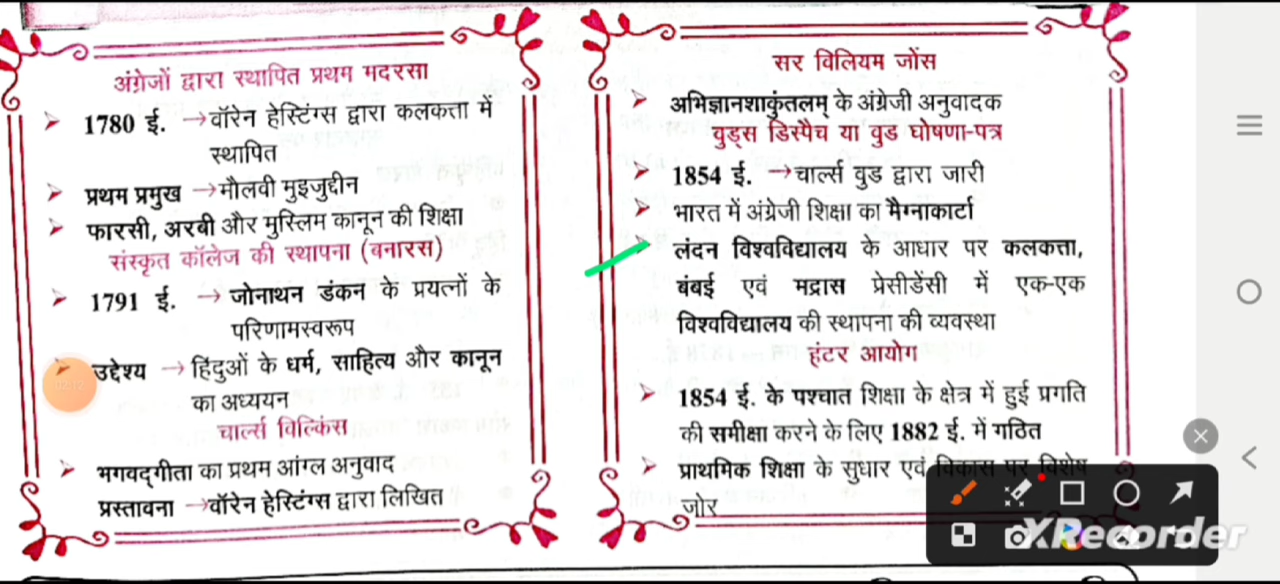 अंग्रेजों द्वारा स्थापित प्रथम मदरसा
1780 ई. →वॉरेन हेस्टिंग्स द्वारा कलकत्ता में
स्थापित
प्रथम प्रमुख →मौलवी मुइजुद्दीन
फारसी, अरबी और मुस्लिम कानून की शिक्षा
संस्कृत कॉलेज की स्थापना (बनारस)
1791 ई. → जोनाथन डंकन के प्रयत्नों के
परिणामस्वरूप
उद्देश्य →हिंदुओं के धर्म, साहित्य और कानून
का अध्ययन
चार्ल्स विल्किंस
भगवद्गीता का प्रथम आंग्ल अनुवाद
प्रस्तावना →वॉरेन हेस्टिंग्स द्वारा लिखित
सर विलियम जोंस
अभिज्ञानशाकुंतलम् के अंग्रेजी अनुवादक
वुड्स डिस्पैच या वुड घोषणा-पत्र
1854 ई. →चार्ल्स वुड द्वारा जारी
भारत में अंग्रेजी शिक्षा का मैग्नाकार्टा
लंदन विश्वविद्यालय के आधार पर कलकत्ता,
बंबई एवं मद्रास प्रेसीडेंसी में एक-एक
विश्वविद्यालय की स्थापना की व्यवस्था
हंटर आयोग
1854 ई. के पश्चात शिक्षा के क्षेत्र में हुई प्रगति
की समीक्षा करने के लिए 1882 ई. में गठित
प्राथमिक शिक्षा के सुधार एवं विकास पर विशेष
जोर
XRecorder